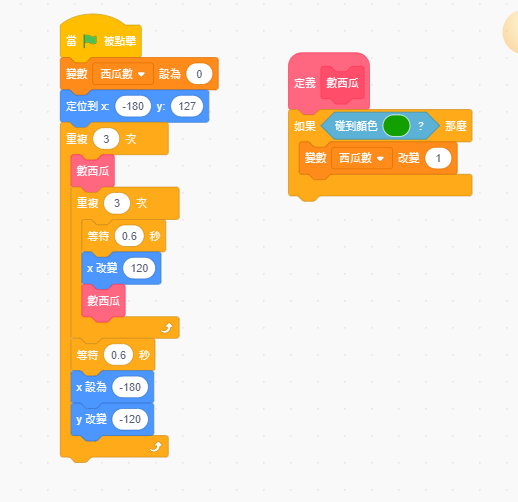 當 被點擊
變數 西瓜數 設為 0
定位到 x: -180 y: 127
重複 3 次
數西瓜
重複 3 次
等待 0.6 秒
x 改變 120
數西瓜
等待 0.6 秒
x 設為 -180
y 改變 -120
定義 數西瓜
如果 碰到顏色 ? 那麼
變數 西瓜數 改變 1